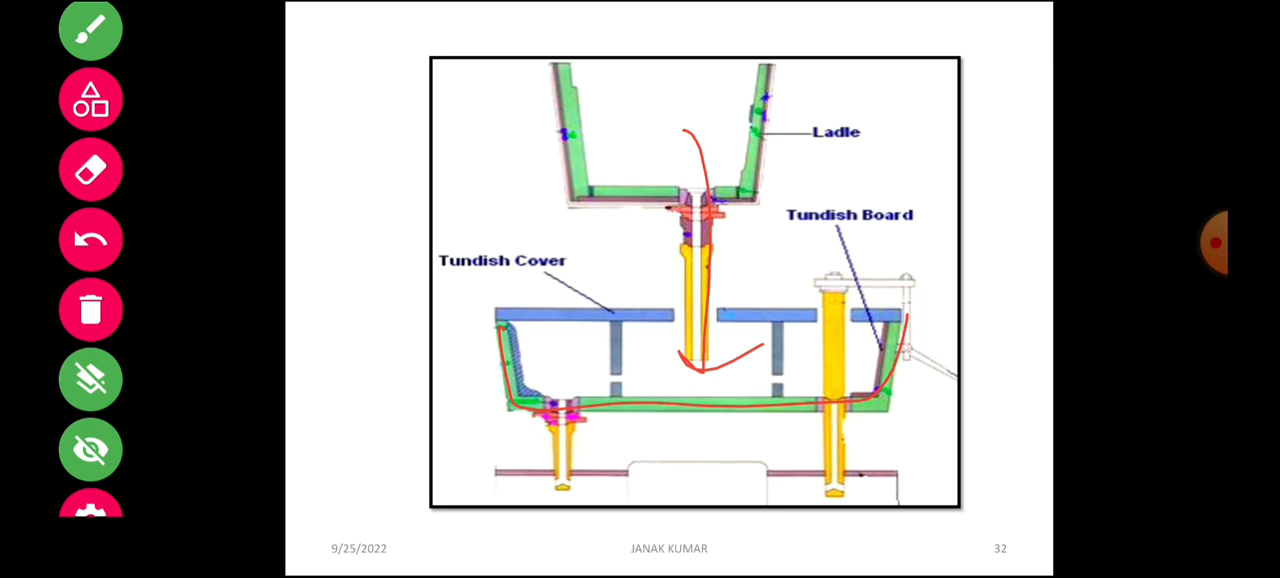 Ladle
Tundish Board
Tundish Cover
9/25/2022
JANAK KUMAR
32